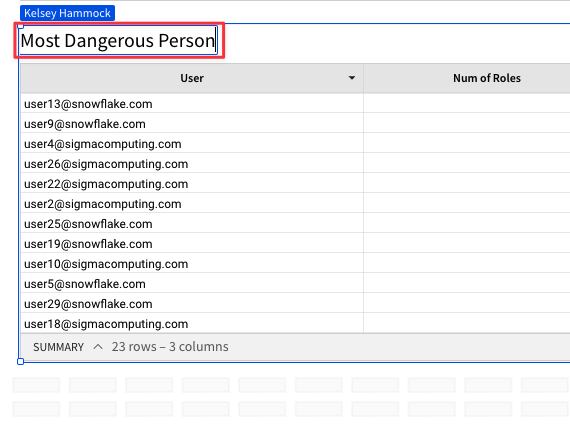 Kelsey Hammock
Most Dangerous Person
User Num of Roles
user13@snowflake.com
user9@snowflake.com
user4@sigmacomputing.com
user26@sigmacomputing.com
user22@sigmacomputing.com
user2@sigmacomputing.com
user25@snowflake.com
user19@snowflake.com
user10@sigmacomputing.com
user5@snowflake.com
user29@snowflake.com
user18@sigmacomputing.com
SUMMARY 23 rows – 3 columns